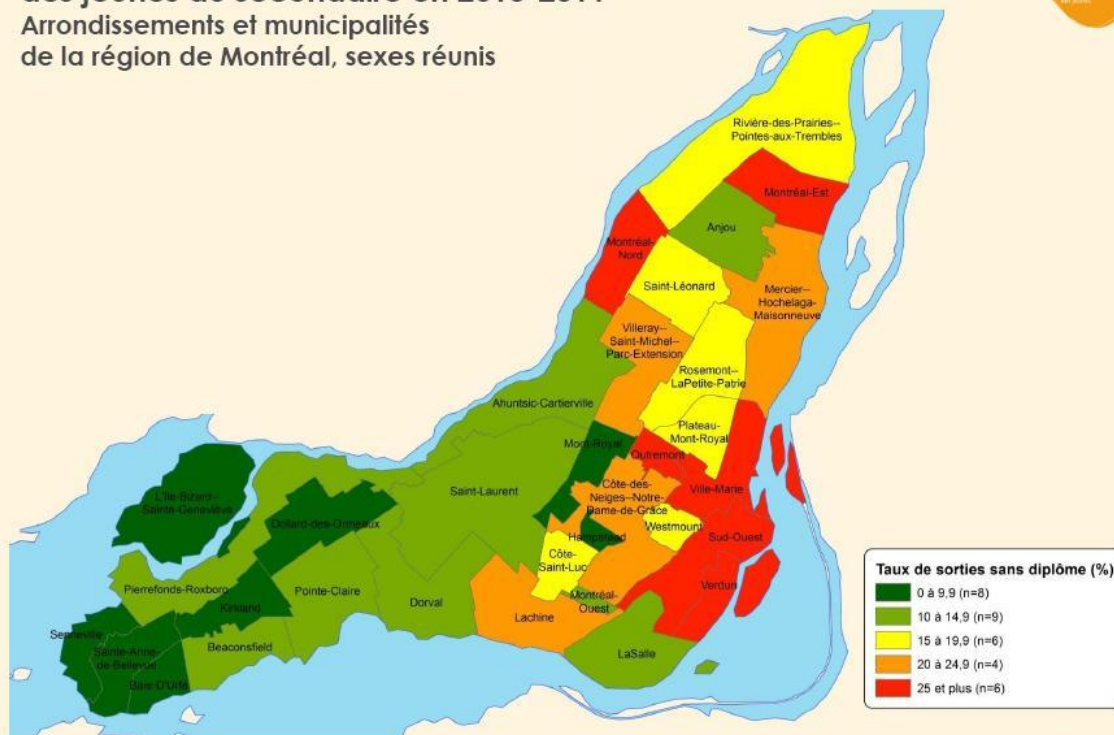 Arrondissements et municipalités
de la région de Montréal, sexes réunis
Rivière-des-Prairies--
Pointes-aux-Trembles
Montréal-Est
Anjou
Montréal-
Nord
Saint-Léonard
Mercier--
Hochelaga-
Maisonneuve
Villeray--
Saint-Michel--
Parc-Extension
Rosemont--
LaPetite-Patrie
Ahuntsic-Cartierville
Plateau-
Mont-Royal
Mont-Royal
Outremont
Saint-Laurent
Côte-des-
Neiges--Notre-
Dame-de-Grâce
Ville-Marie
L'Île-Bizard--
Sainte-Geneviève
Dollard-des-Ormeaux
Westmount
Hampstead
Sud-Ouest
Côte-
Saint-Luc
Pierrefonds-Roxboro
Pointe-Claire
Dorval
Verdun
Kirkland
Montréal-
Ouest
Lachine
Senneville
Sainte-Anne-
de-Bellevue
Beaconsfield
LaSalle
Baie-D'Urfé
Taux de sorties sans diplôme (%)
0 à 9,9 (n=8)
10 à 14,9 (n=9)
15 à 19,9 (n=6)
20 à 24,9 (n=4)
25 et plus (n=6)